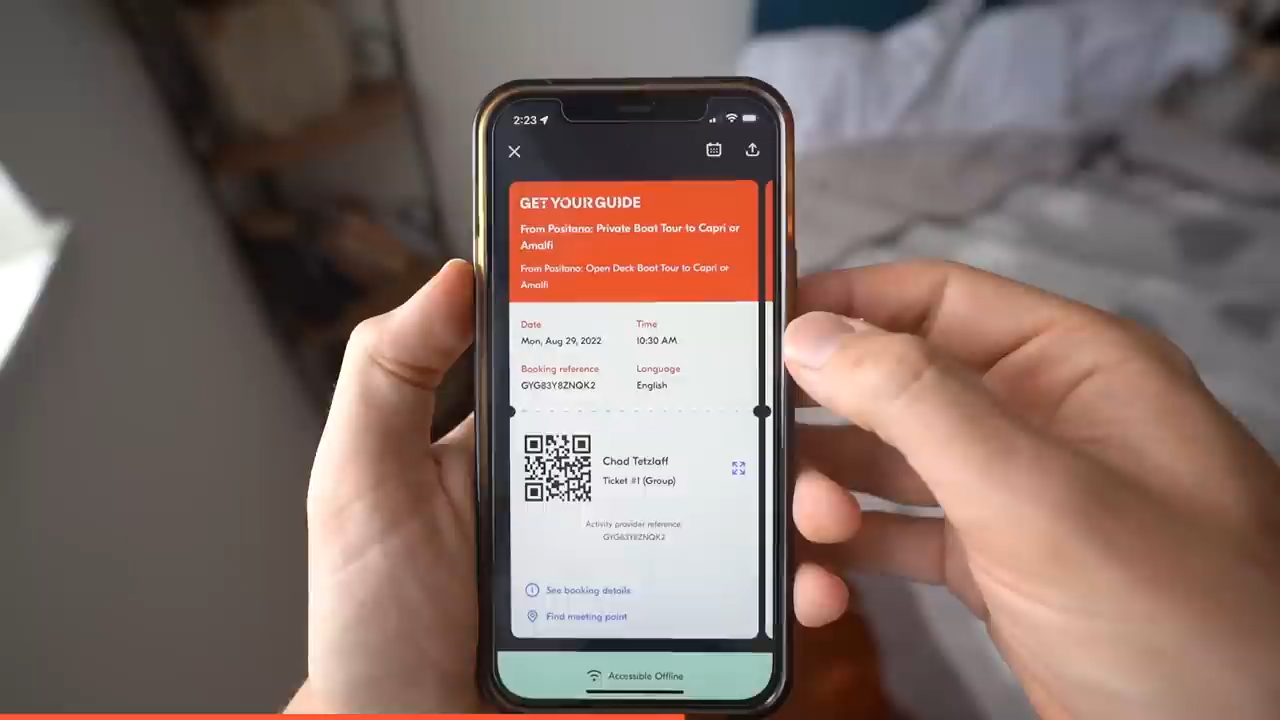 2:23
GET YOUR GUIDE
From Positano: Private Boat Tour to Capri or
Amalfi
From Positano: Open Deck Boat Tour to Capri or
Amalfi
Date
Time
Mon, Aug 29, 2022
10:30 AM
Booking reference
Language
GYG83Y8ZNQK2
English
Chad Tetzlaff
Ticket #1 (Group)
Activity provider reference
GYG83Y8ZNQK2
See booking details
Find meeting point
Accessible Offline